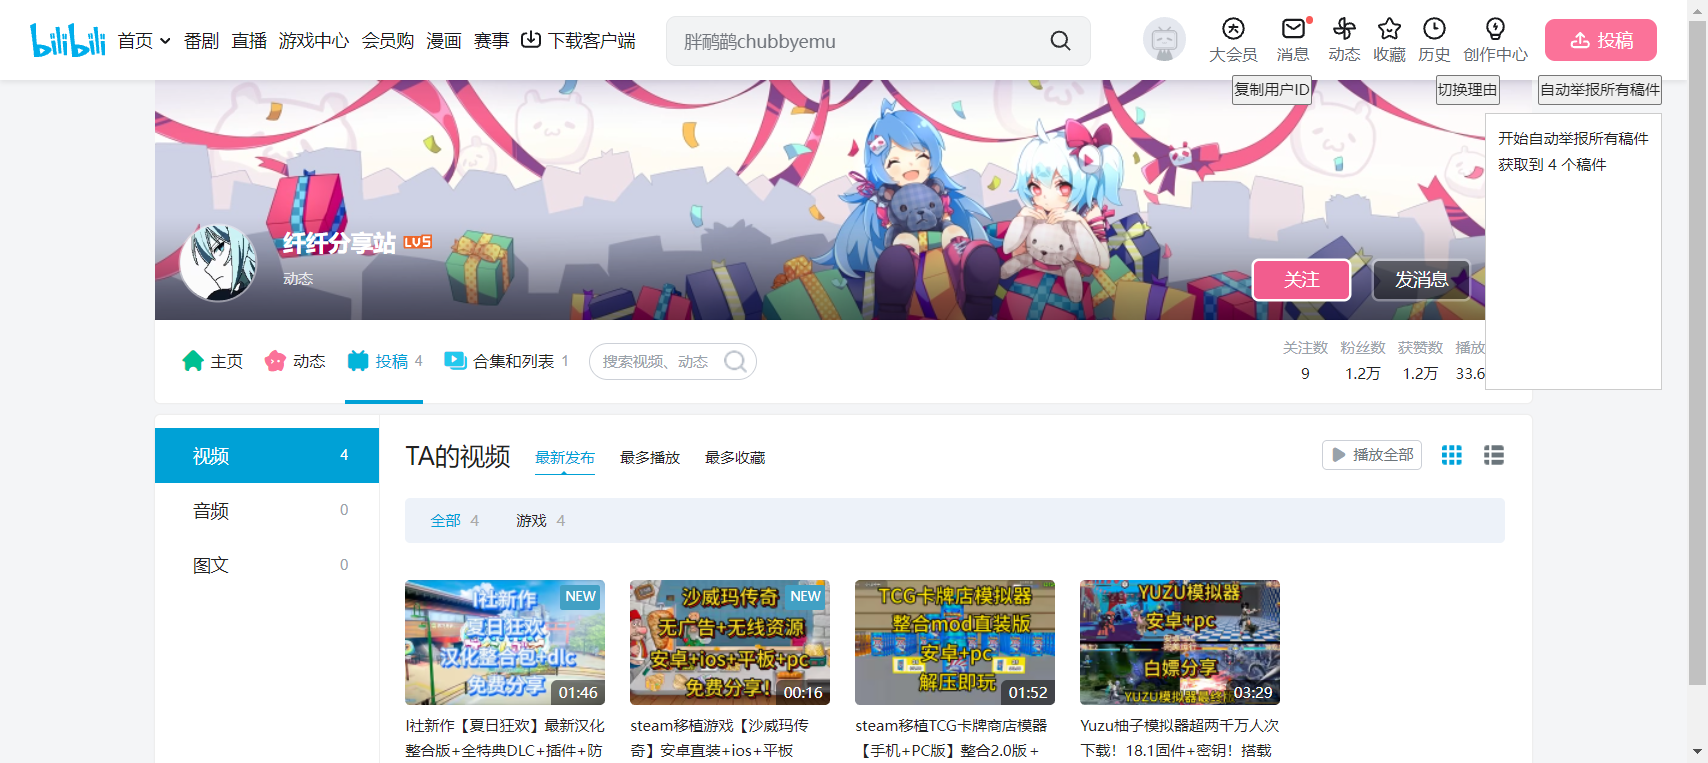 bilibili
首页
番剧
直播
游戏中心
会员购
漫画
赛事
下载客户端
胖鸸鹋chubbyemu
大会员
消息
动态
收藏
历史
创作中心
投稿
复制用户ID
切换理由
自动举报所有稿件
开始自动举报所有稿件
获取到 4 个稿件
纤纤分享站 LV5
动态
关注
发消息
主页
动态
投稿 4
合集和列表 1
搜索视频、动态
关注数 粉丝数 获赞数 播放
9 1.2万 1.2万 33.6
视频 4
音频 0
图文 0
TA的视频
最新发布
最多播放
最多收藏
播放全部
全部 4
游戏 4
I社新作
夏日狂欢
汉化整合包+dlc
免费分享
NEW
01:46
I社新作【夏日狂欢】最新汉化
整合版+全特典DLC+插件+防
沙威玛传奇
无广告+无线资源
安卓+ios+平板+pc
免费分享！
NEW
00:16
steam移植游戏【沙威玛传
奇】安卓直装+ios+平板
TCG卡牌店模拟器
整合mod直装版
安卓+pc
解压即玩
01:52
steam移植TCG卡牌商店模器
【手机+PC版】整合2.0版+
YUZU模拟器
安卓+pc
白嫖分享
YUZU模拟器最终
03:29
Yuzu柚子模拟器超两千万人次
下载！18.1固件+密钥！搭载